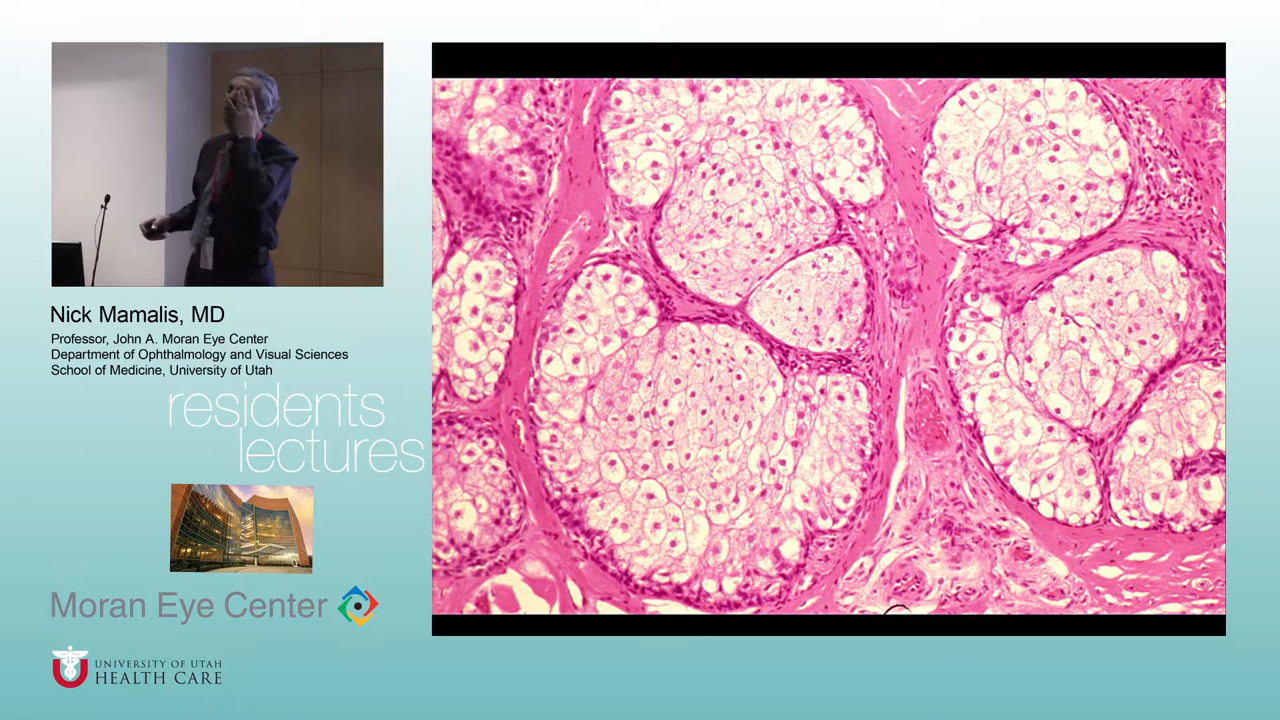 Nick Mamalis, MD
Professor, John A. Moran Eye Center
Department of Ophthalmology and Visual Sciences
School of Medicine, University of Utah
residents
lectures
Moran Eye Center
UNIVERSITY OF UTAH
HEALTH CARE